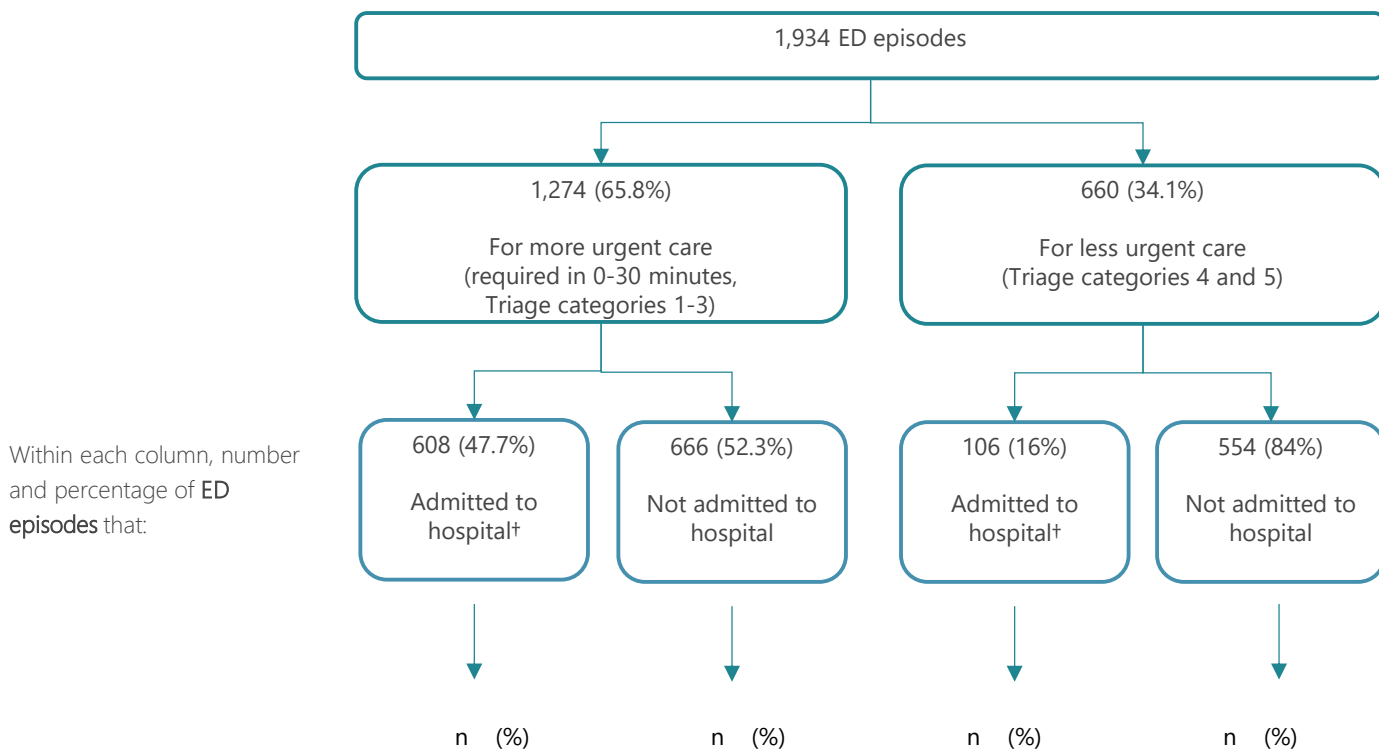 1,934 ED episodes
1,274 (65.8%)
For more urgent care
(required in 0-30 minutes,
Triage categories 1-3)
660 (34.1%)
For less urgent care
(Triage categories 4 and 5)
Within each column, number
and percentage of ED
episodes that:
608 (47.7%)
Admitted to
hospital†
666 (52.3%)
Not admitted to
hospital
106 (16%)
Admitted to
hospital†
554 (84%)
Not admitted to
hospital
n (%)
n (%)
n (%)
n (%)